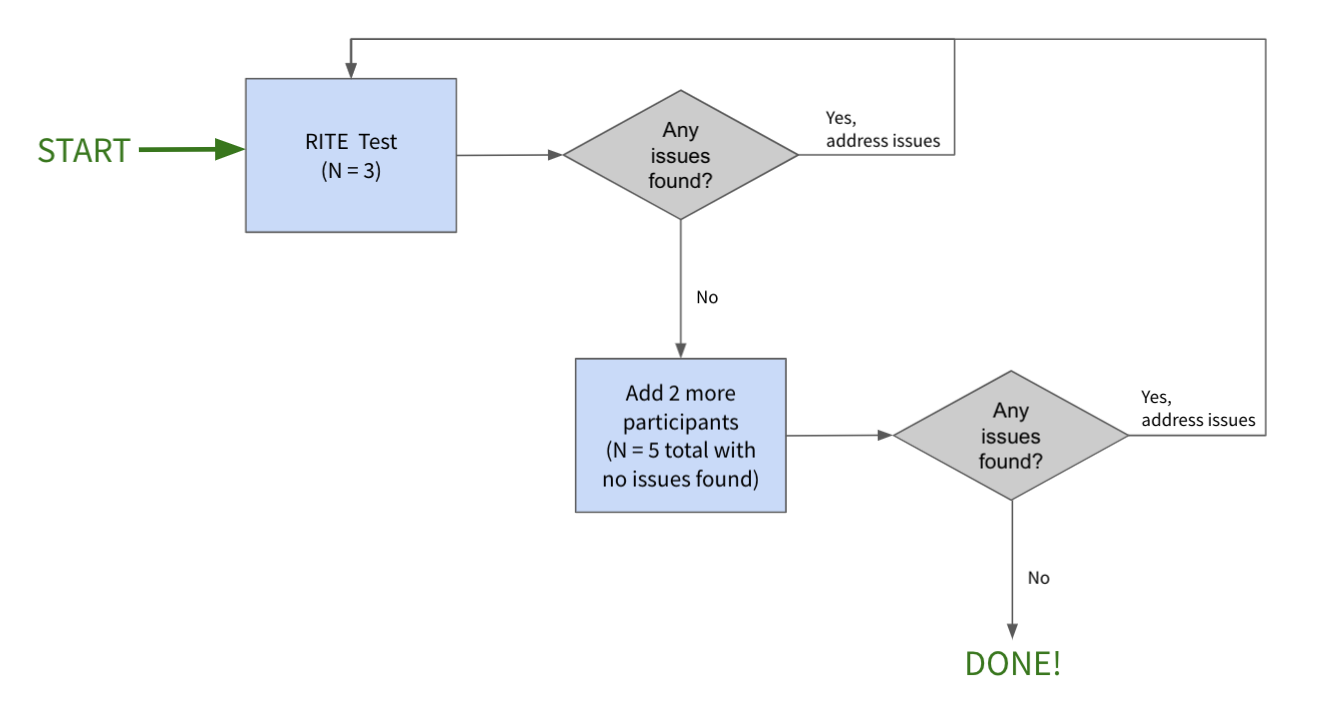 START
RITE Test
(N = 3)
Any
issues
found?
Yes,
address issues
No
Add 2 more
participants
(N = 5 total with
no issues found)
Any
issues
found?
Yes,
address issues
No
DONE!